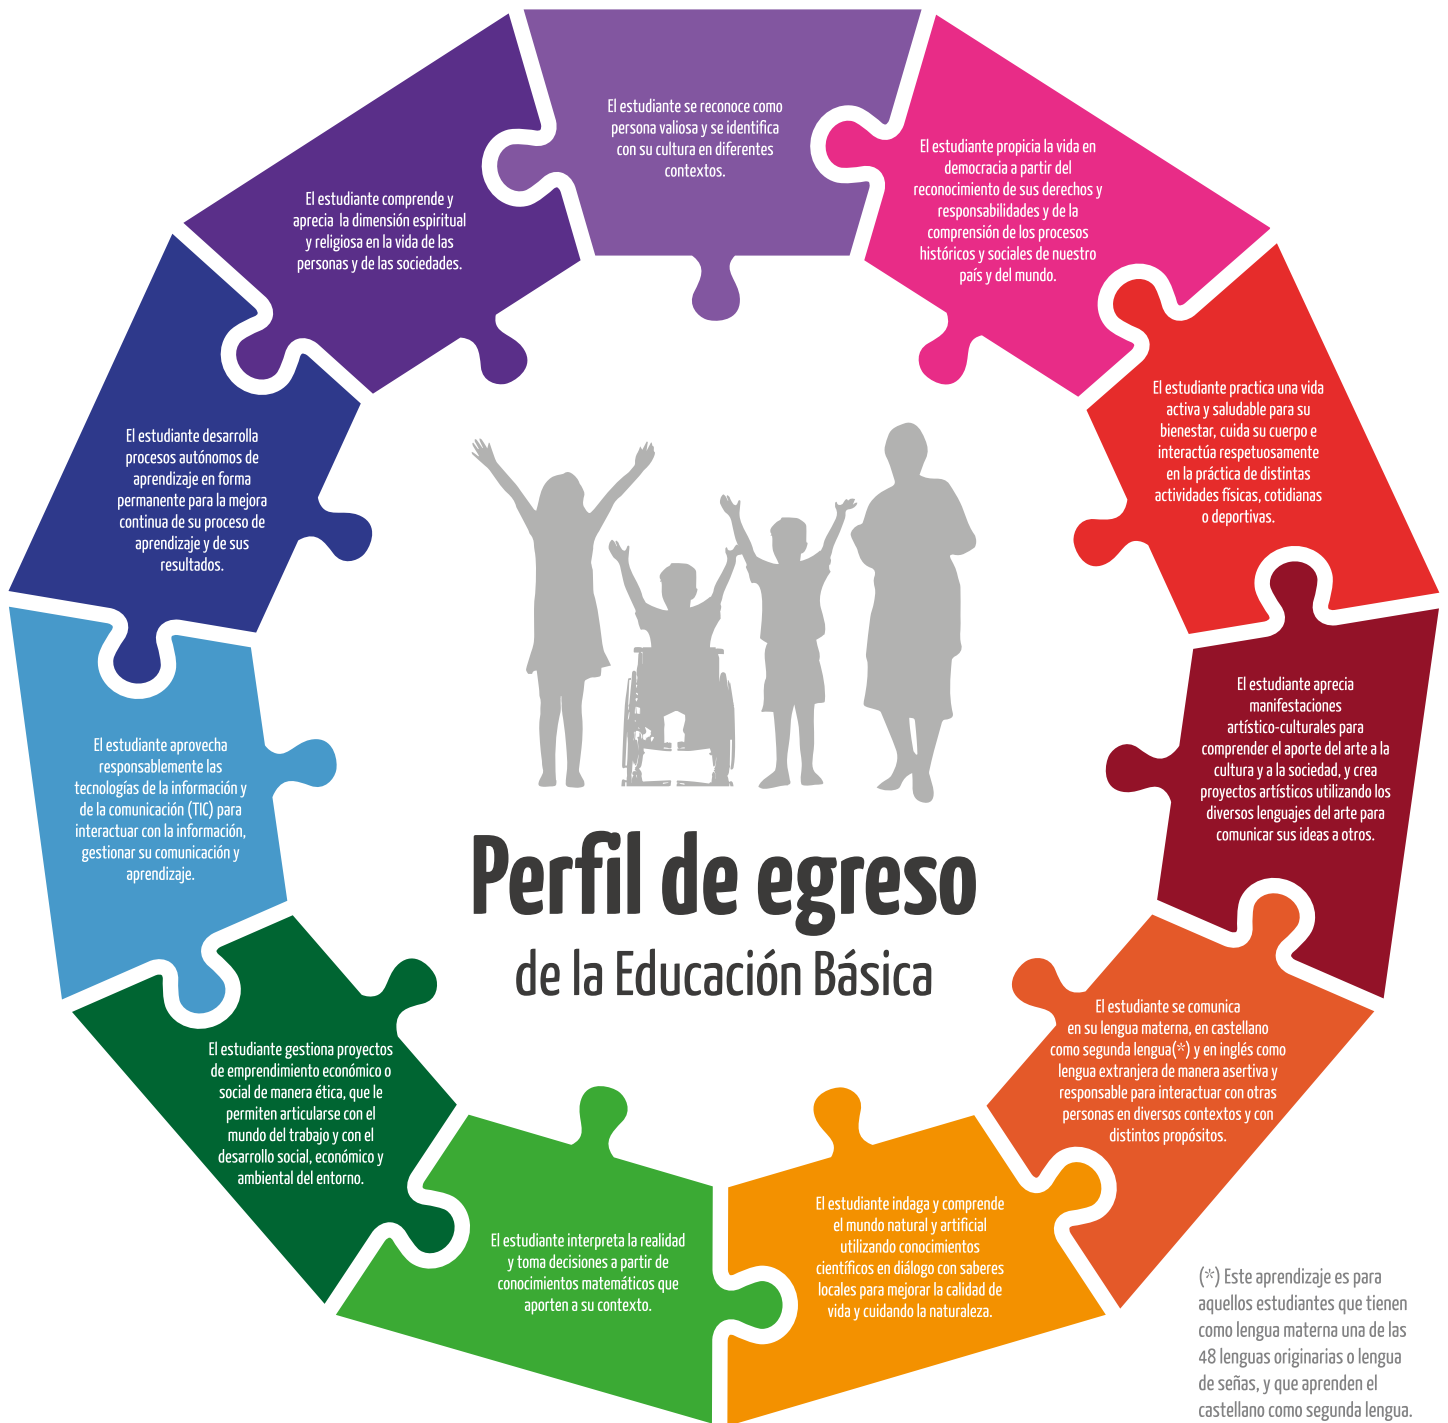 El estudiante se reconoce como
persona valiosa y se identifica
con su cultura en diferentes
contextos.
El estudiante propicia la vida en
democracia a partir del
reconocimiento de sus derechos y
responsabilidades y de la
comprensión de los procesos
históricos y sociales de nuestro
país y del mundo.
El estudiante practica una vida
activa y saludable para su
bienestar, cuida su cuerpo e
interactúa respetuosamente
en la práctica de distintas
actividades físicas, cotidianas
o deportivas.
El estudiante aprecia
manifestaciones
artístico-culturales para
comprender el aporte del arte a la
cultura y a la sociedad, y crea
proyectos artísticos utilizando los
diversos lenguajes del arte para
comunicar sus ideas a otros.
El estudiante se comunica
en su lengua materna, en castellano
como segunda lengua(*) y en inglés como
lengua extranjera de manera asertiva y
responsable para interactuar con otras
personas en diversos contextos y con
distintos propósitos.
El estudiante indaga y comprende
el mundo natural y artificial
utilizando conocimientos
científicos en diálogo con saberes
locales para mejorar la calidad de
vida y cuidando la naturaleza.
El estudiante interpreta la realidad
y toma decisiones a partir de
conocimientos matemáticos que
aporten a su contexto.
El estudiante gestiona proyectos
de emprendimiento económico o
social de manera ética, que le
permiten articularse con el
mundo del trabajo y con el
desarrollo social, económico y
ambiental del entorno.
El estudiante aprovecha
responsablemente las
tecnologías de la información y
de la comunicación (TIC) para
interactuar con la información,
gestionar su comunicación y
aprendizaje.
El estudiante desarrolla
procesos autónomos de
aprendizaje en forma
permanente para la mejora
continua de su proceso de
aprendizaje y de sus
resultados.
El estudiante comprende y
aprecia la dimensión espiritual
y religiosa en la vida de las
personas y de las sociedades.
Perfil de egreso
de la Educación Básica
(*) Este aprendizaje es para
aquellos estudiantes que tienen
como lengua materna una de las
48 lenguas originarias o lengua
de señas, y que aprenden el
castellano como segunda lengua.